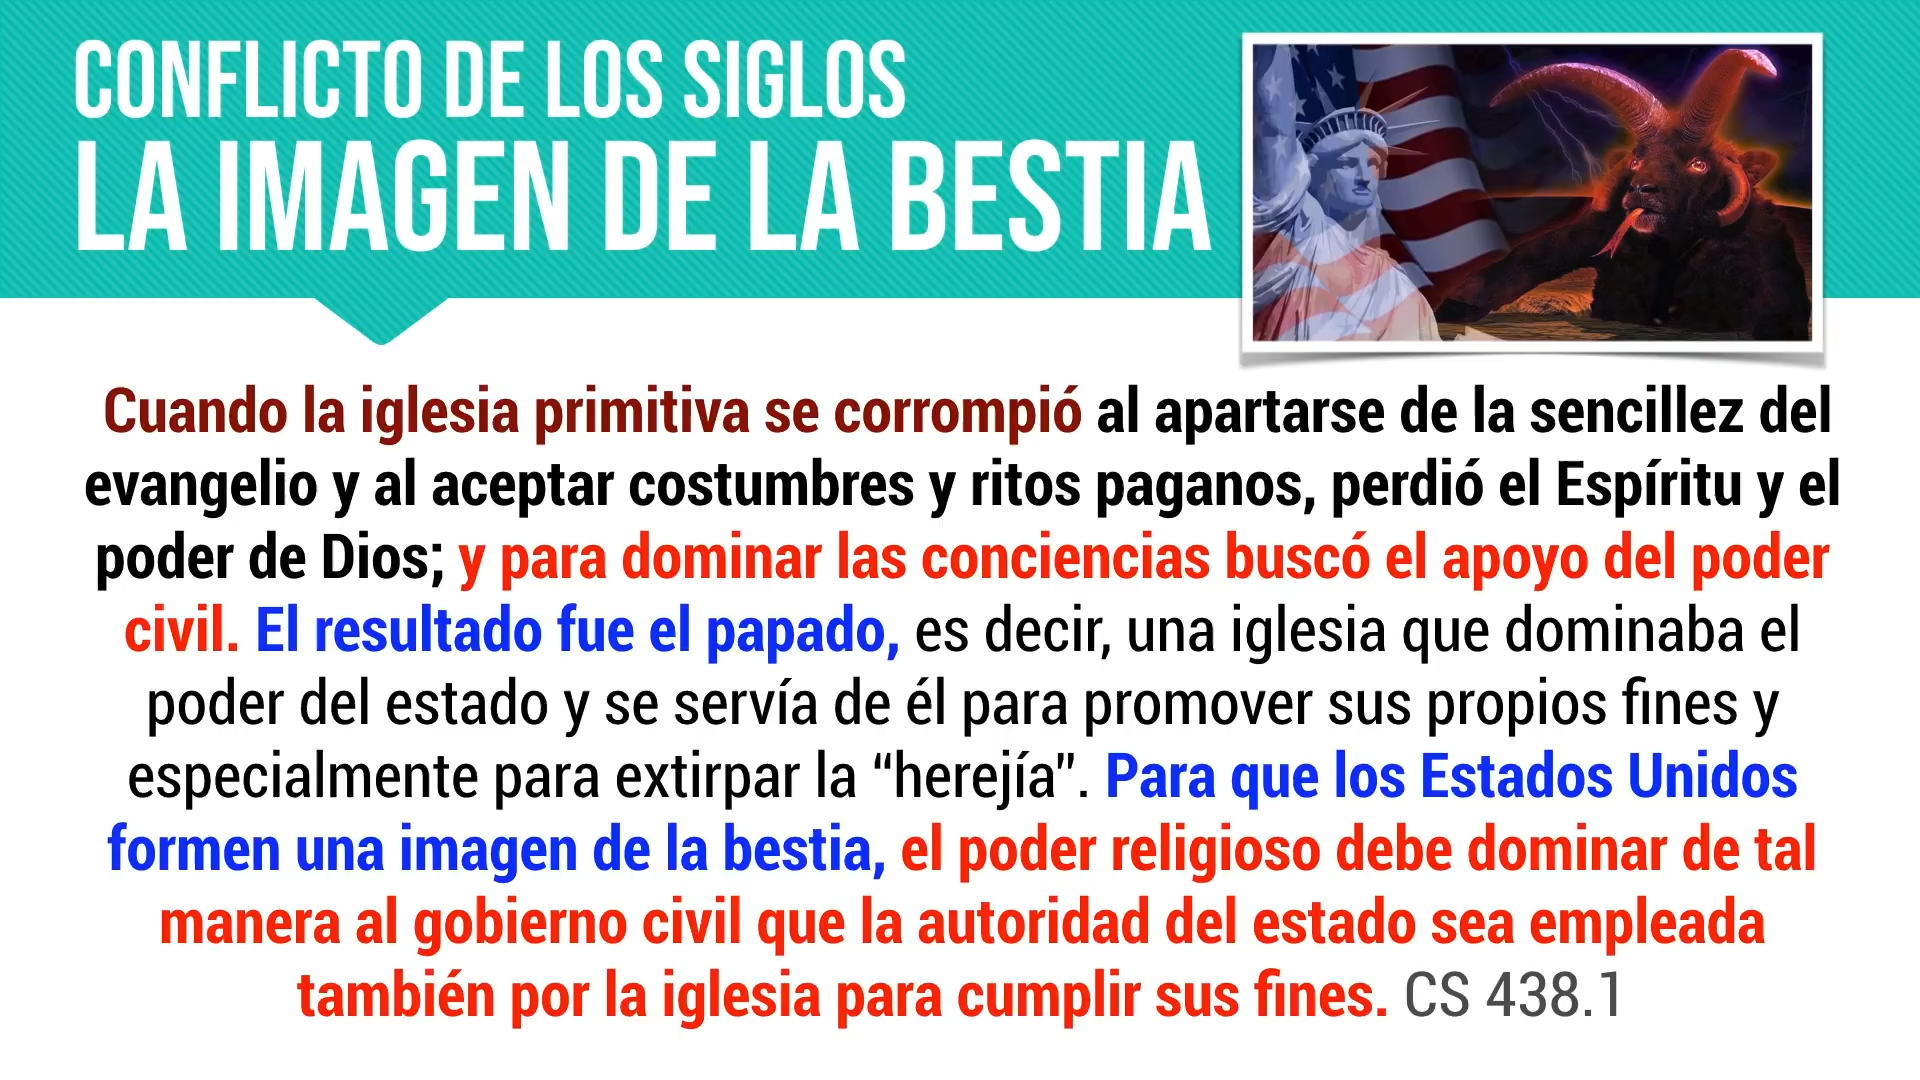 CONFLICTO DE LOS SIGLOS
LA IMAGEN DE LA BESTIA
Cuando la iglesia primitiva se corrompió al apartarse de la sencillez del
evangelio y al aceptar costumbres y ritos paganos, perdió el Espíritu y el
poder de Dios; y para dominar las conciencias buscó el apoyo del poder
civil. El resultado fue el papado, es decir, una iglesia que dominaba el
poder del estado y se servía de él para promover sus propios fines y
especialmente para extirpar la “herejía”. Para que los Estados Unidos
formen una imagen de la bestia, el poder religioso debe dominar de tal
manera al gobierno civil que la autoridad del estado sea empleada
también por la iglesia para cumplir sus fines. CS 438.1